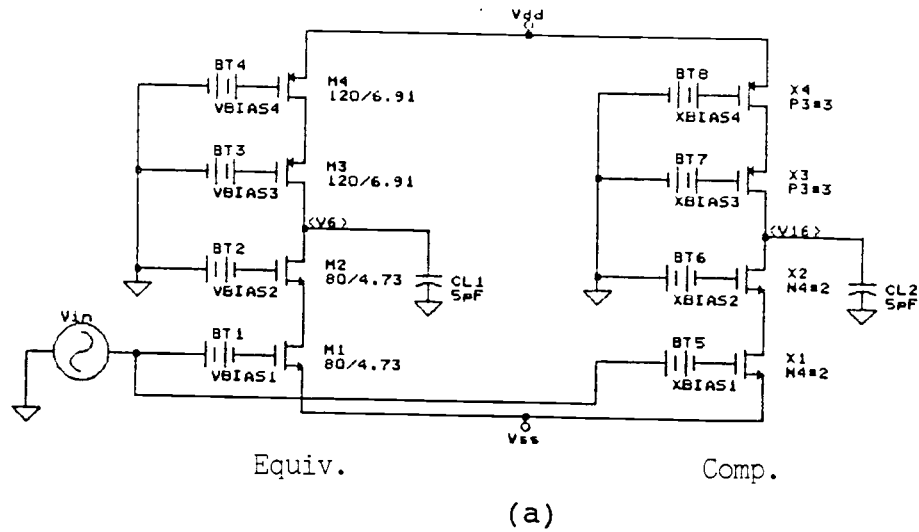 Vdd
BT4
VBIAS4
M4
120/6.91
BT8
XBIAS4
X4
P3#3
BT3
VBIAS3
M3
120/6.91
BT7
XBIAS3
X3
P3#3
<V6>
<V16>
BT2
VBIAS2
M2
80/4.73
CL1
5pF
BT6
XBIAS2
X2
N4#2
CL2
5pF
Vin
BT1
VBIAS1
M1
80/4.73
BT5
XBIAS1
X1
N4#2
Vss
Equiv.
Comp.
(a)